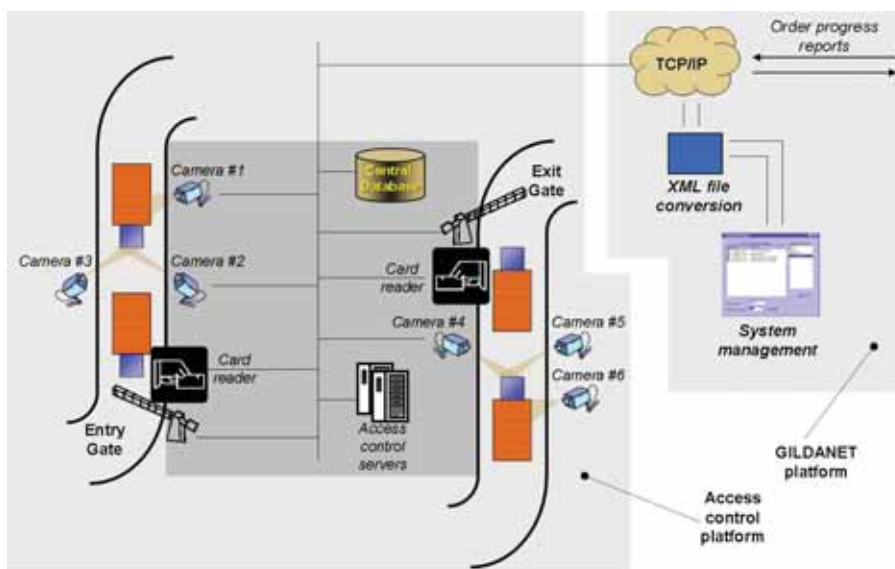 Order progress
reports
TCP/IP
Camera #1
Central
Database
Exit
Gate
XML file
conversion
Camera #3
Camera #2
Card
reader
Camera #4
Camera #5
System
management
Card
reader
Camera #6
Entry
Gate
Access
control
servers
GILDANET
platform
Access
control
platform